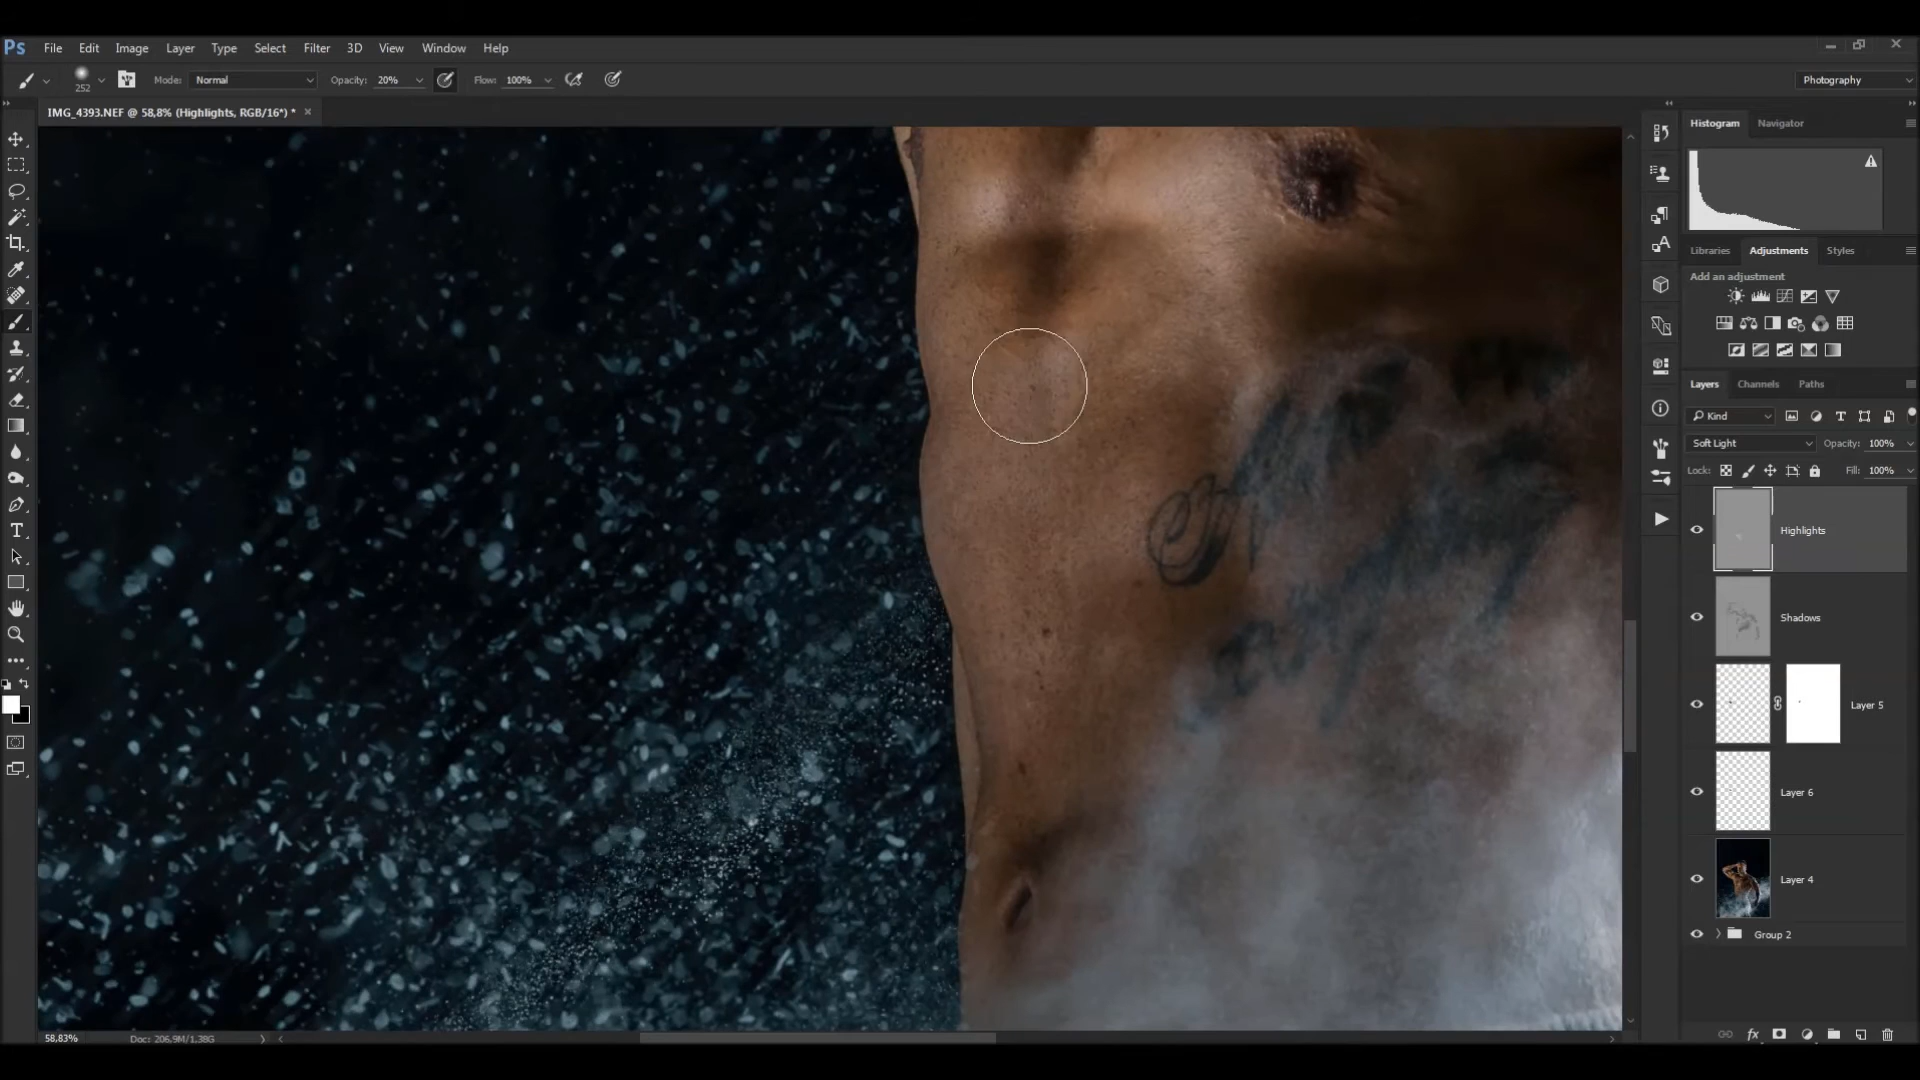 Ps File Edit Image Layer Type Select Filter 3D View Window Help
252 Mode: Normal Opacity: 20% Flow: 100% Photography
IMG_4393.NEF @ 58,8% (Highlights, RGB/16*) * ×
Histogram Navigator
Libraries Adjustments Styles
Add an adjustment
Layers Channels Paths
Kind
Soft Light Opacity: 100%
Lock: Fill: 100%
Highlights
Shadows
Layer 5
Layer 6
Layer 4
Group 2
58,83% Doc: 206,9M/1,38G